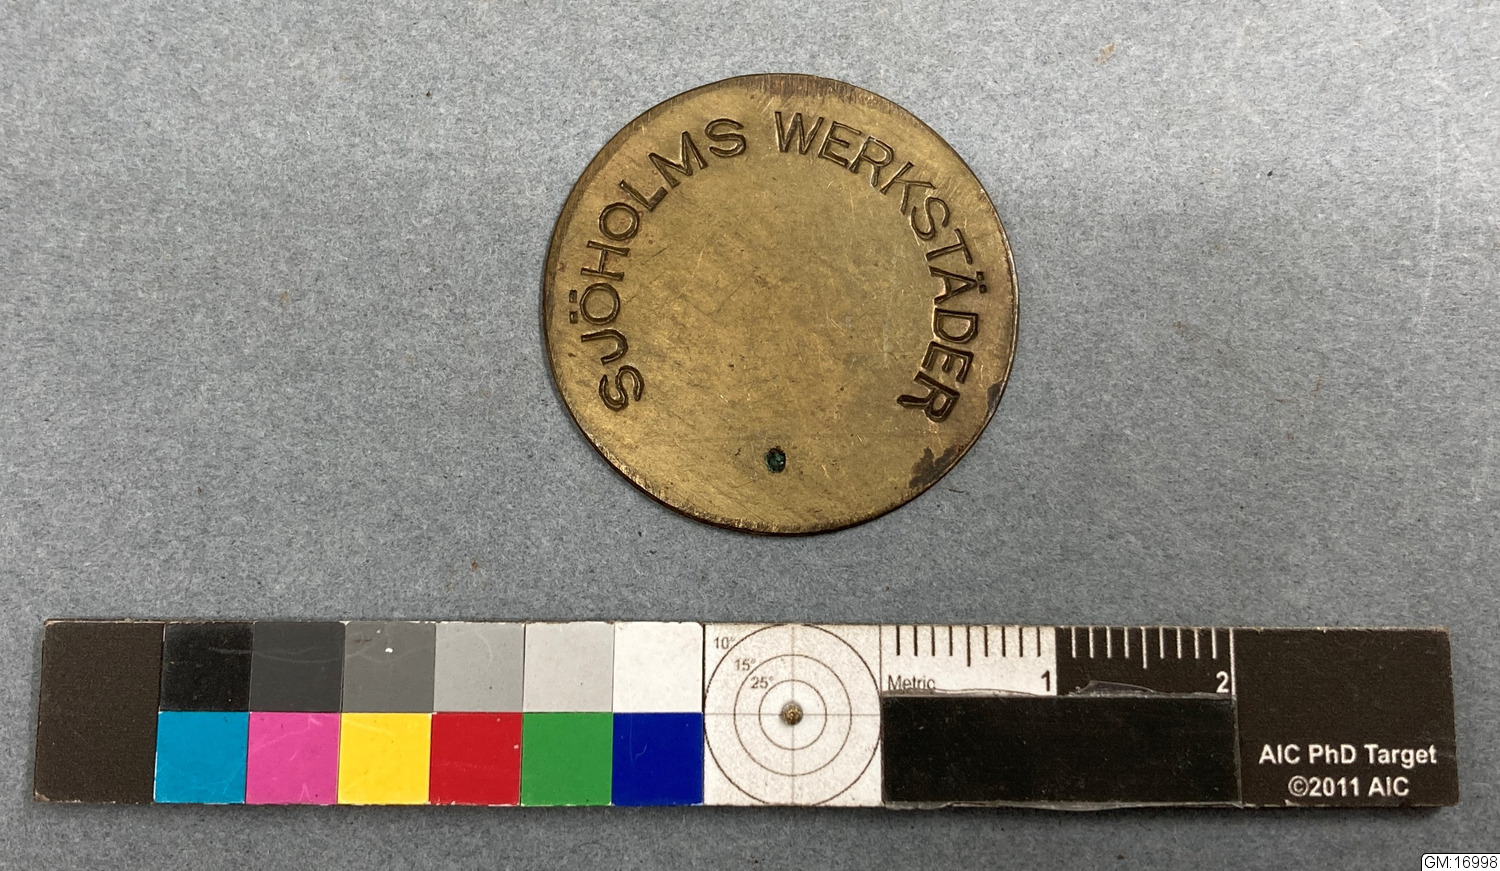 SJÖHOLMS WERKSTÄDER
10°
15°
25°
Metric 1 2
AIC PhD Target
©2011 AIC
GM:16998